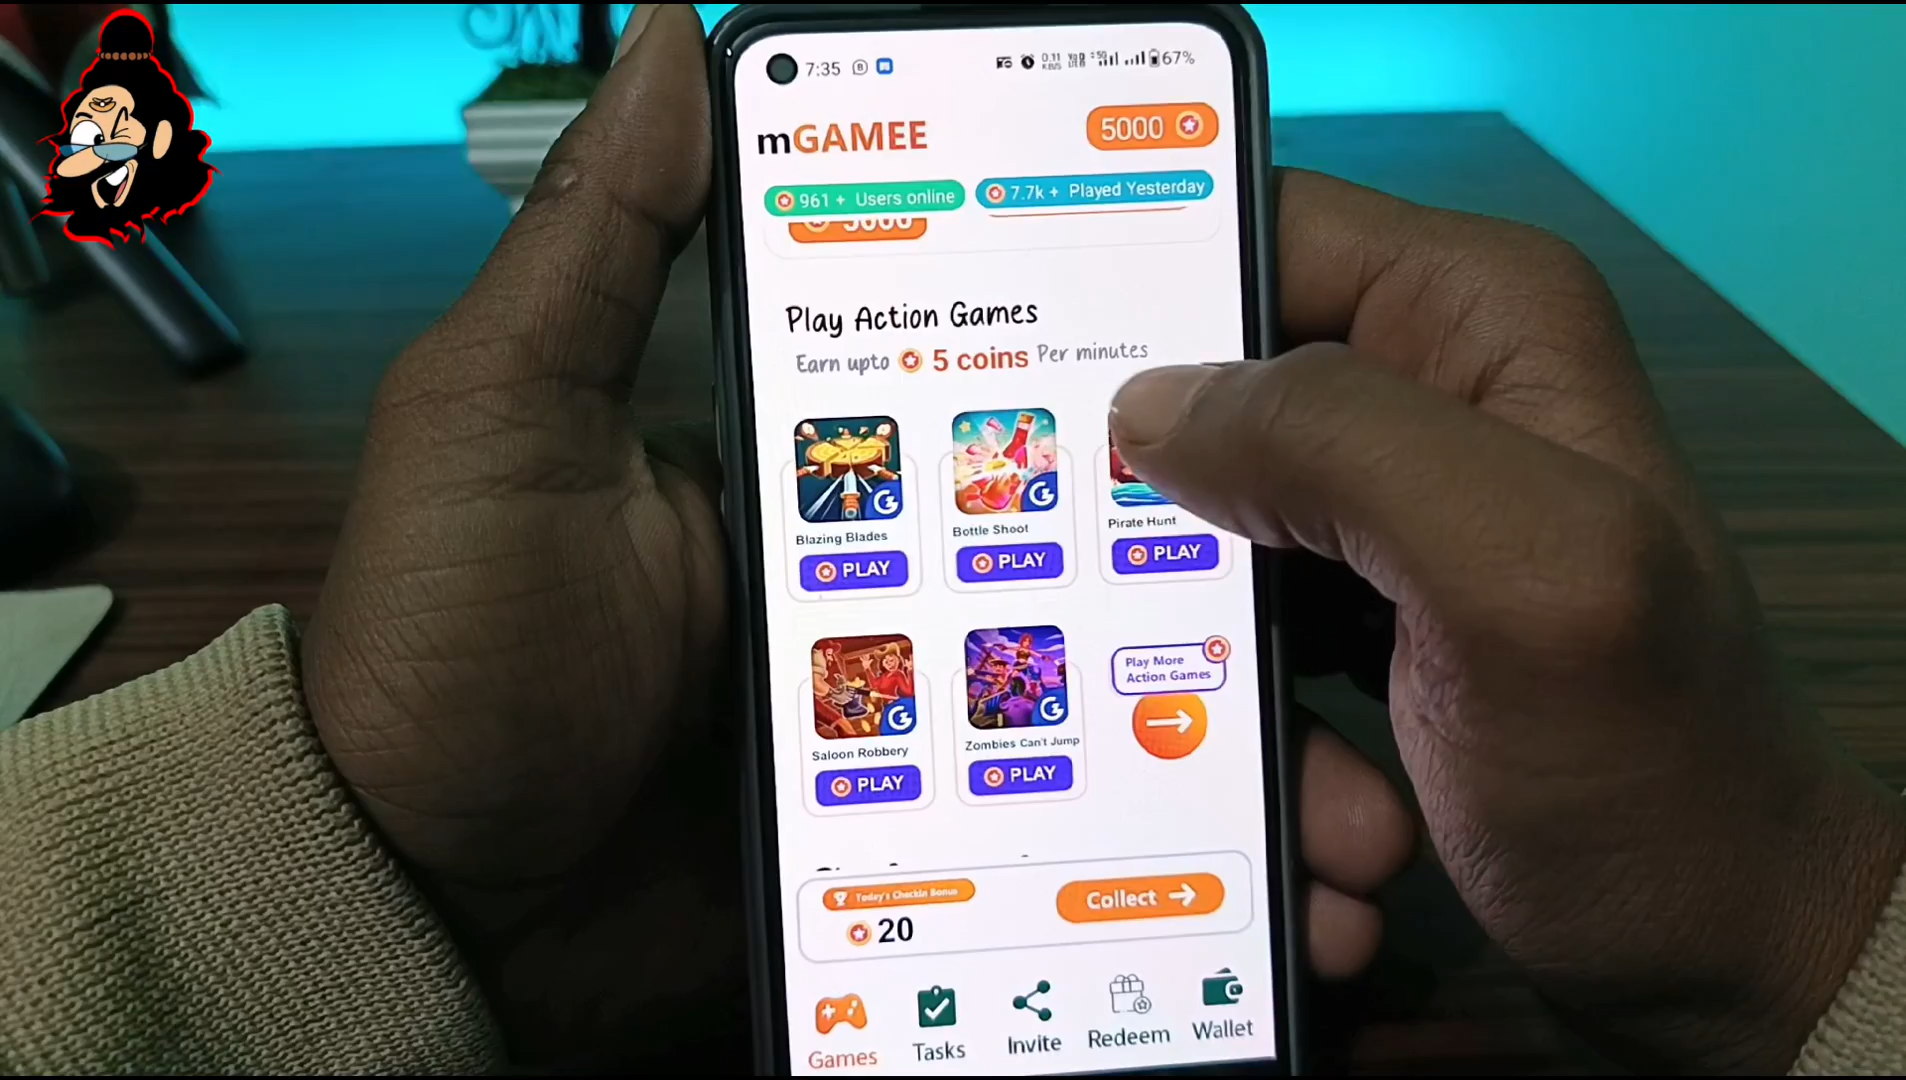 7:35
67%
mGAMEE
5000
961 + Users online
7.7k + Played Yesterday
5000
Play Action Games
Earn upto 5 coins Per minutes
Blazing Blades
PLAY
Bottle Shoot
PLAY
Pirate Hunt
PLAY
Saloon Robbery
PLAY
Zombies Can't Jump
PLAY
Play More
Action Games
Today's Checkin Bonus
20
Collect
Games
Tasks
Invite
Redeem
Wallet